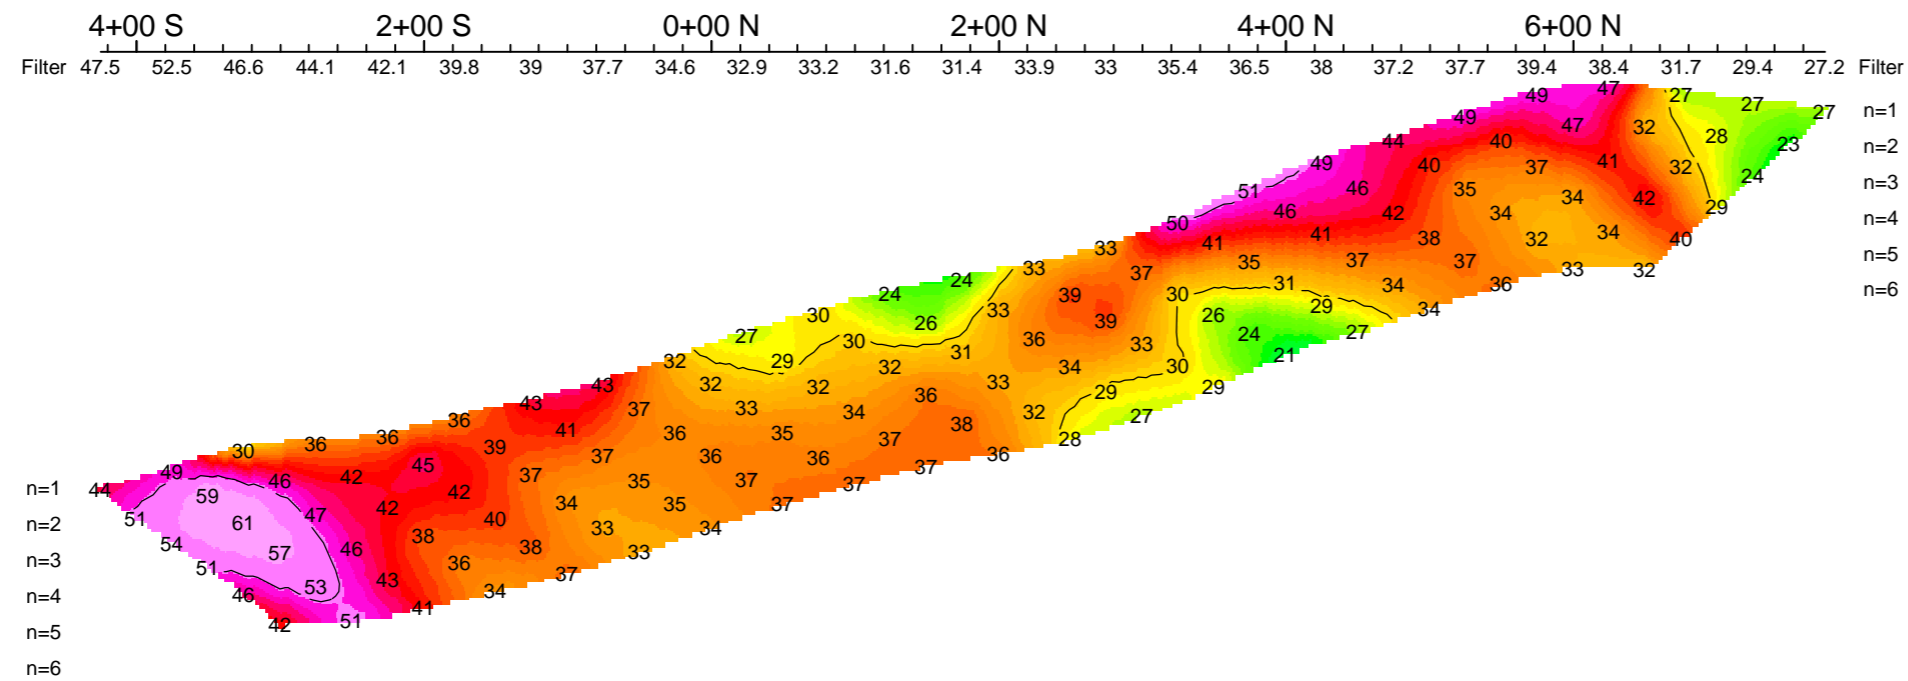 4+00 S 2+00 S 0+00 N 2+00 N 4+00 N 6+00 N
Filter 47.5 52.5 46.6 44.1 42.1 39.8 39 37.7 34.6 32.9 33.2 31.6 31.4 33.9 33 35.4 36.5 38 37.2 37.7 39.4 38.4 31.7 29.4 27.2 Filter
49 47 27 27 27 n=1
49 47 32 28
44 40 23 n=2
49 40 37 41 32
51 46 35 34 42 24 n=3
50 46 42 34 29 n=4
41 41 38 32 34 40
33 37 35 37 37 33 32 n=5
33 39 30 31 34 36 n=6
24 24 33 39 26 29 34
30 26 36 33 24 27
27 30 31 34 30 21
32 29 32 33 29 29
43 32 32 36 32 27
43 37 33 34 38 28
36 41 36 35 37 36
30 36 36 39 37 36 36 37
44 49 46 42 45 37 35 37 37 n=1
59 42 34 35 37
51 61 47 42 40 33 34 n=2
54 57 46 38 38 33 n=3
51 53 43 36 37
46 34 n=4
42 51 41 n=5
n=6